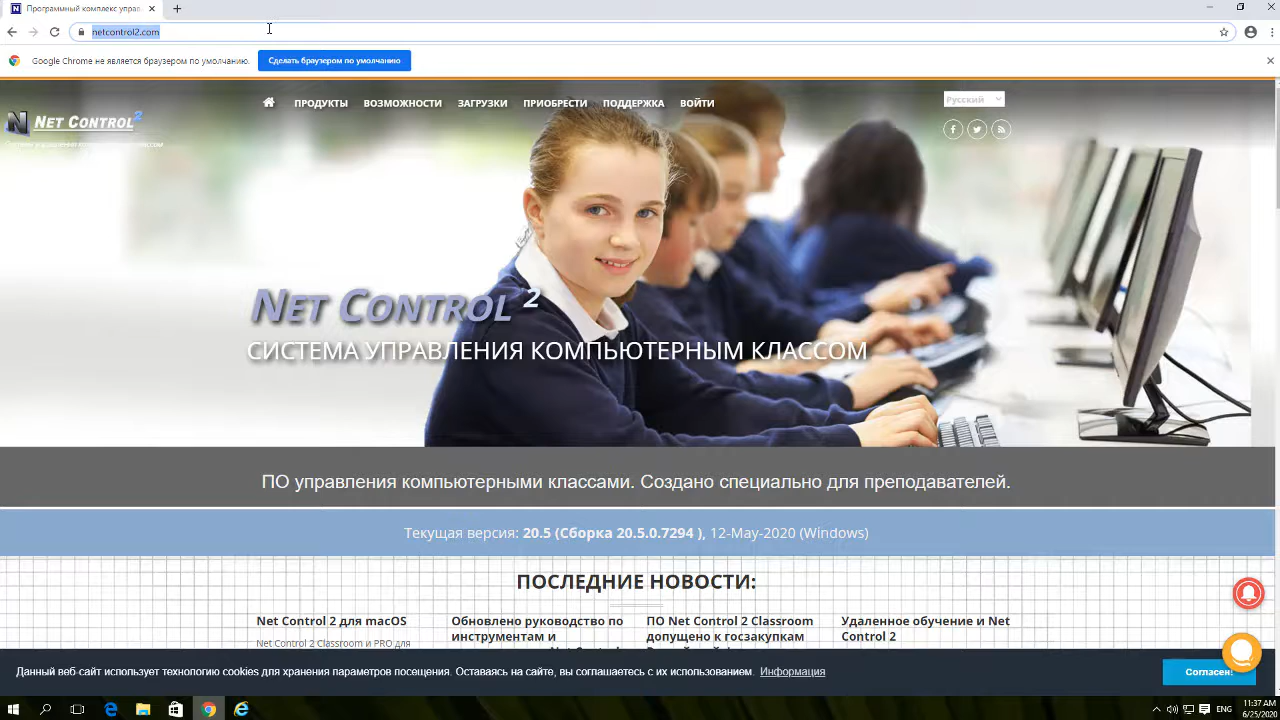 Программный комплекс управ
netcontrol2.com
Google Chrome не является браузером по умолчанию.
Сделать браузером по умолчанию
ПРОДУКТЫ ВОЗМОЖНОСТИ ЗАГРУЗКИ ПРИОБРЕСТИ ПОДДЕРЖКА ВОЙТИ
Русский
NET CONTROL 2
NET CONTROL 2
СИСТЕМА УПРАВЛЕНИЯ КОМПЬЮТЕРНЫМ КЛАССОМ
ПО управления компьютерными классами. Создано специально для преподавателей.
Текущая версия: 20.5 (Сборка 20.5.0.7294 ), 12-May-2020 (Windows)
ПОСЛЕДНИЕ НОВОСТИ:
Net Control 2 для macOS
Net Control 2 Classroom и PRO для
Обновлено руководство по
инструментам и
ПО Net Control 2 Classroom
допущено к госзакупкам
Удаленное обучение и Net
Control 2
Данный веб-сайт использует технологию cookies для хранения параметров посещения. Оставаясь на сайте, вы соглашаетесь с их использованием. Информация
Согласен!
ENG
11:37 AM
6/25/2020